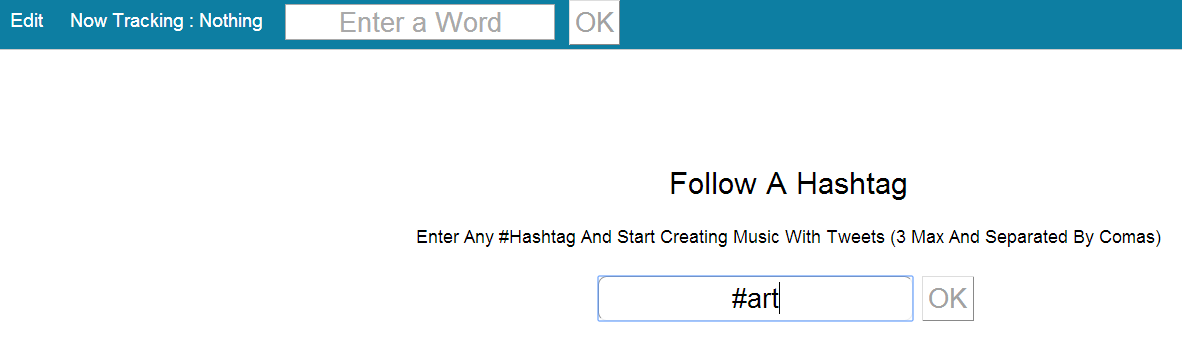 Edit Now Tracking : Nothing Enter a Word OK
Follow A Hashtag
Enter Any #Hashtag And Start Creating Music With Tweets (3 Max And Separated By Comas)
#art OK